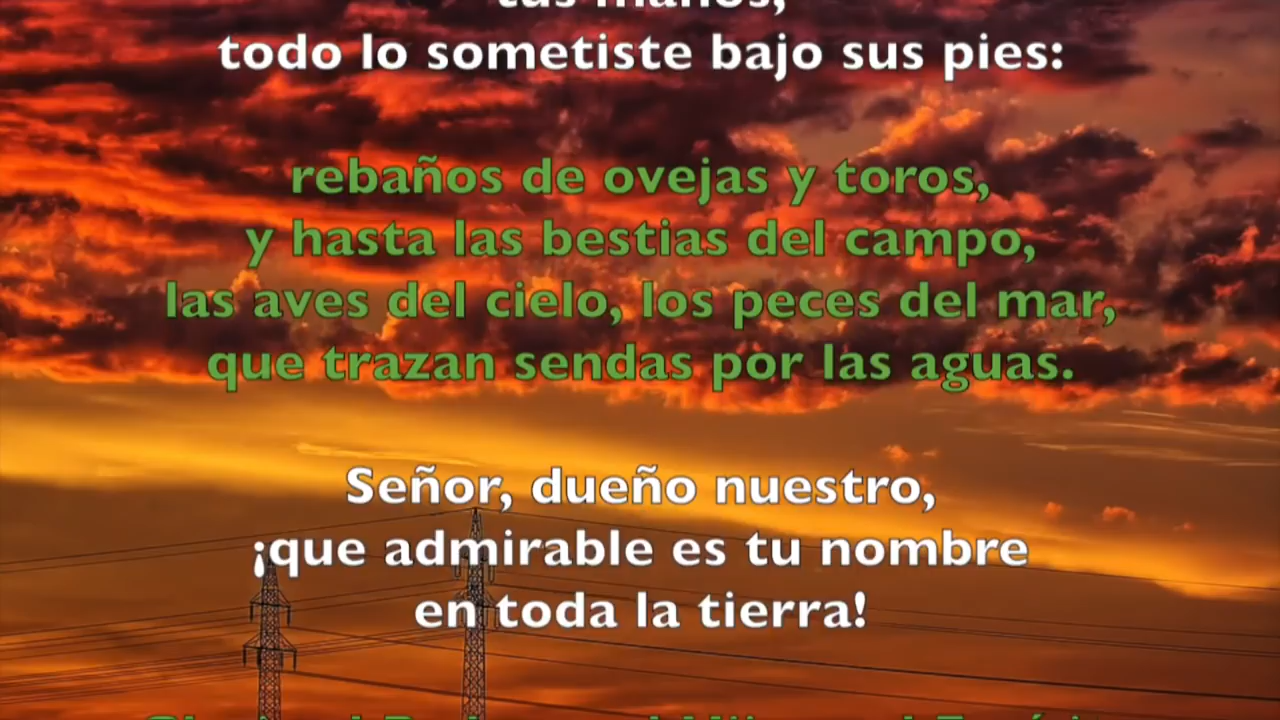 tus manos,
todo lo sometiste bajo sus pies:
rebaños de ovejas y toros,
y hasta las bestias del campo,
las aves del cielo, los peces del mar,
que trazan sendas por las aguas.
Señor, dueño nuestro,
¡que admirable es tu nombre
en toda la tierra!